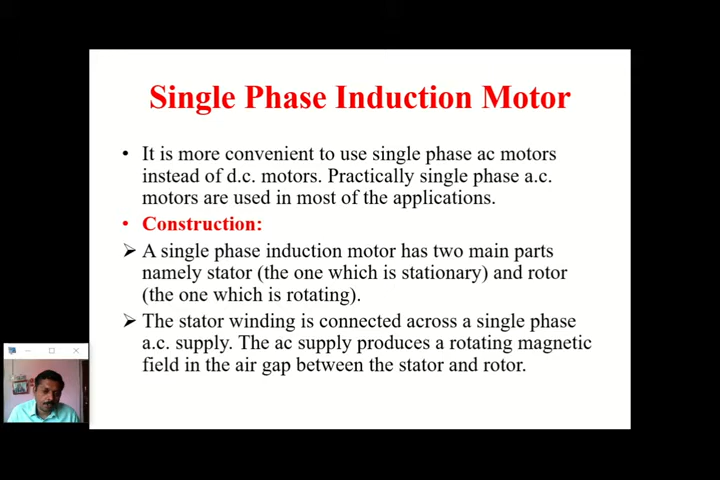 Single Phase Induction Motor
• It is more convenient to use single phase ac motors
instead of d.c. motors. Practically single phase a.c.
motors are used in most of the applications.
• Construction:
➢ A single phase induction motor has two main parts
namely stator (the one which is stationary) and rotor
(the one which is rotating).
➢ The stator winding is connected across a single phase
a.c. supply. The ac supply produces a rotating magnetic
field in the air gap between the stator and rotor.